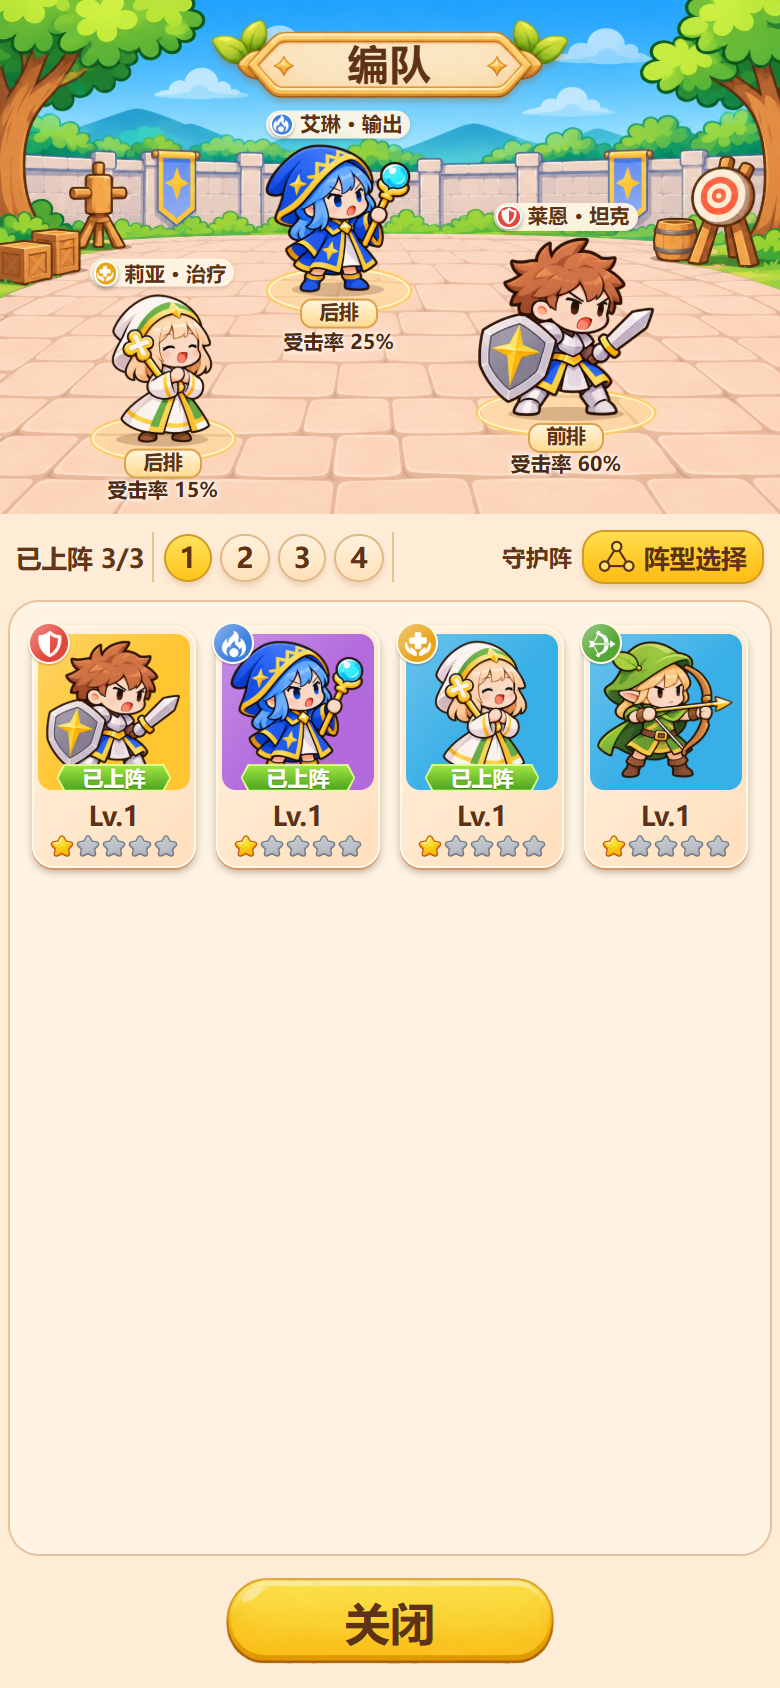 编队
艾琳·输出
莱恩·坦克
莉亚·治疗
后排
受击率 25%
前排
受击率 60%
后排
受击率 15%
已上阵 3/3
1
2
3
4
守护阵
阵型选择
已上阵
已上阵
已上阵
Lv.1
Lv.1
Lv.1
Lv.1
关闭